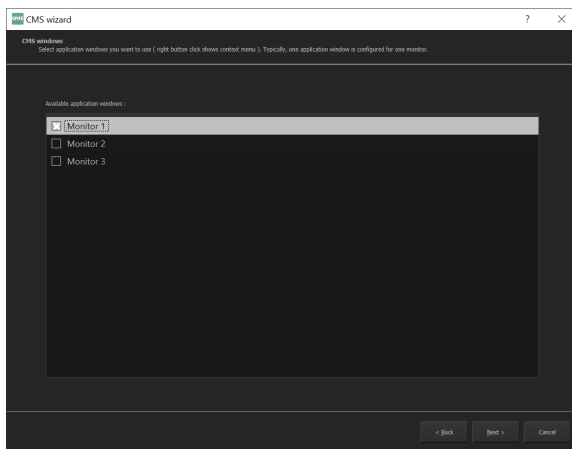 CMS CMS wizard ?
CMS windows
Select application windows you want to use ( right button click shows context menu ). Typically, one application window is configured for one monitor.
Available application windows :
Monitor 1
Monitor 2
Monitor 3
< Back Next > Cancel